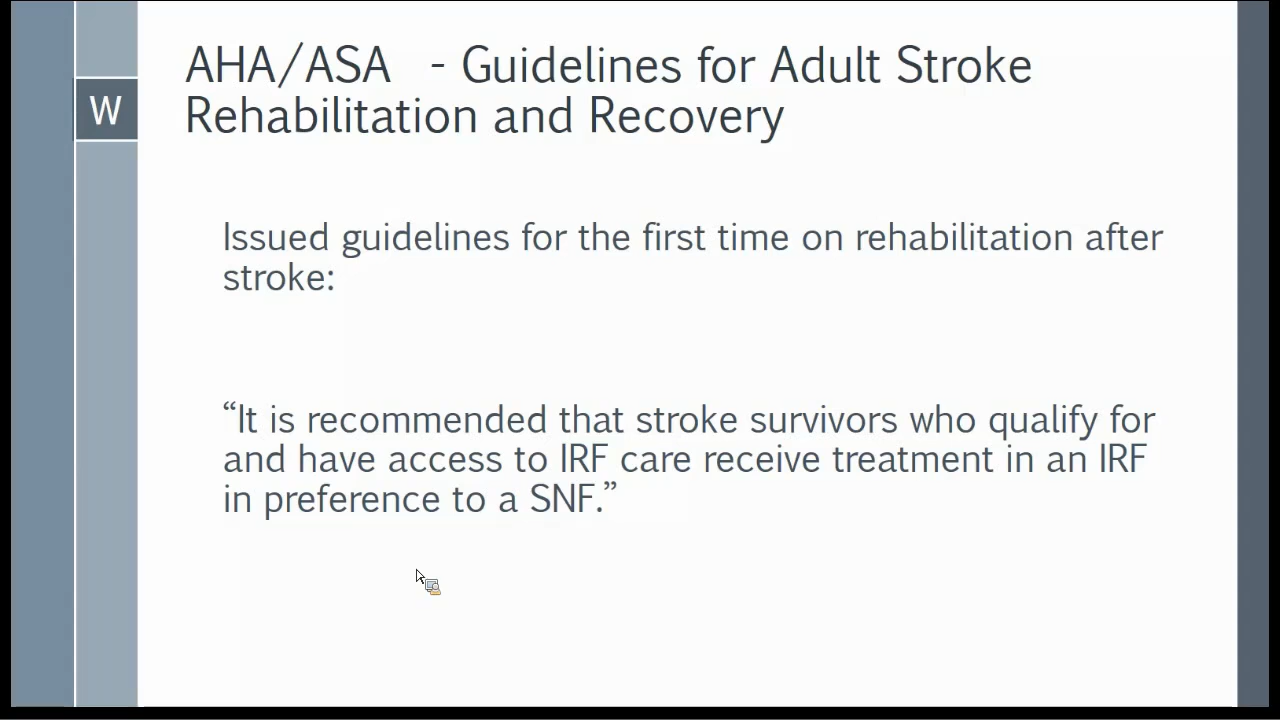 AHA/ASA - Guidelines for Adult Stroke
Rehabilitation and Recovery
W
Issued guidelines for the first time on rehabilitation after
stroke:
“It is recommended that stroke survivors who qualify for
and have access to IRF care receive treatment in an IRF
in preference to a SNF.”